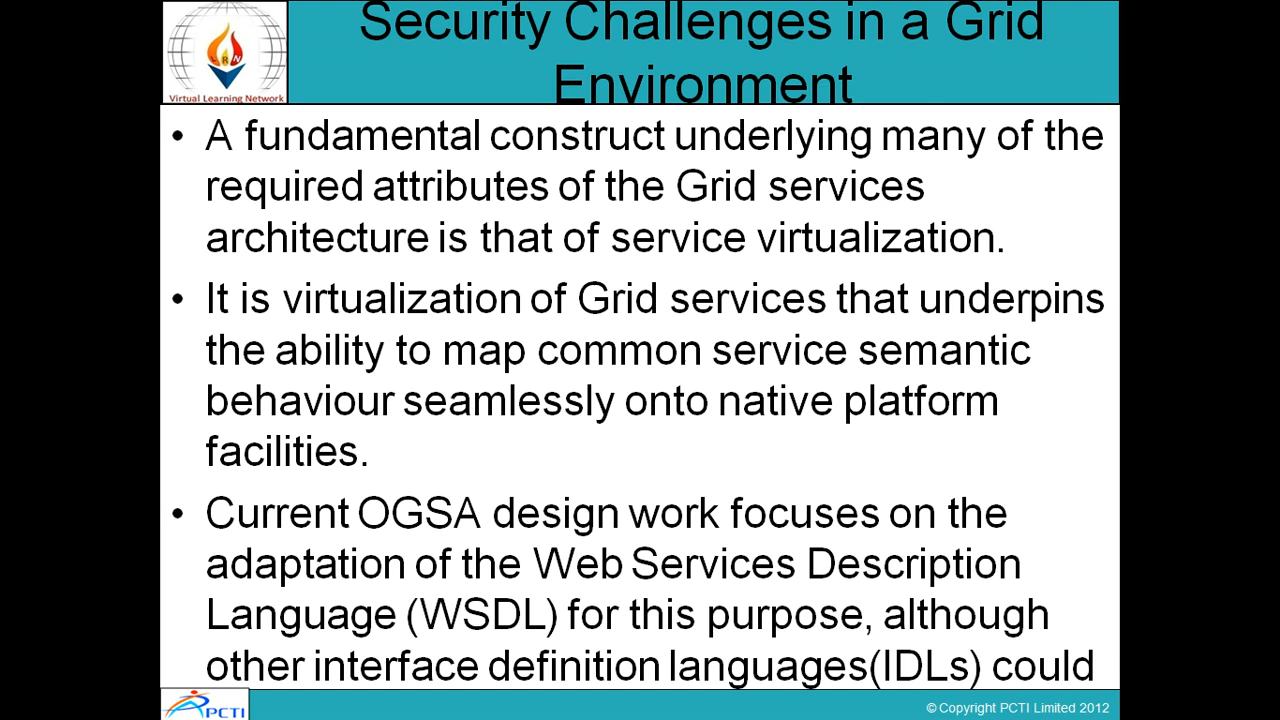 Security Challenges in a Grid
Environment
VRN
Virtual Learning Network
• A fundamental construct underlying many of the
required attributes of the Grid services
architecture is that of service virtualization.
• It is virtualization of Grid services that underpins
the ability to map common service semantic
behaviour seamlessly onto native platform
facilities.
• Current OGSA design work focuses on the
adaptation of the Web Services Description
Language (WSDL) for this purpose, although
other interface definition languages(IDLs) could
PCTI
© Copyright PCTI Limited 2012